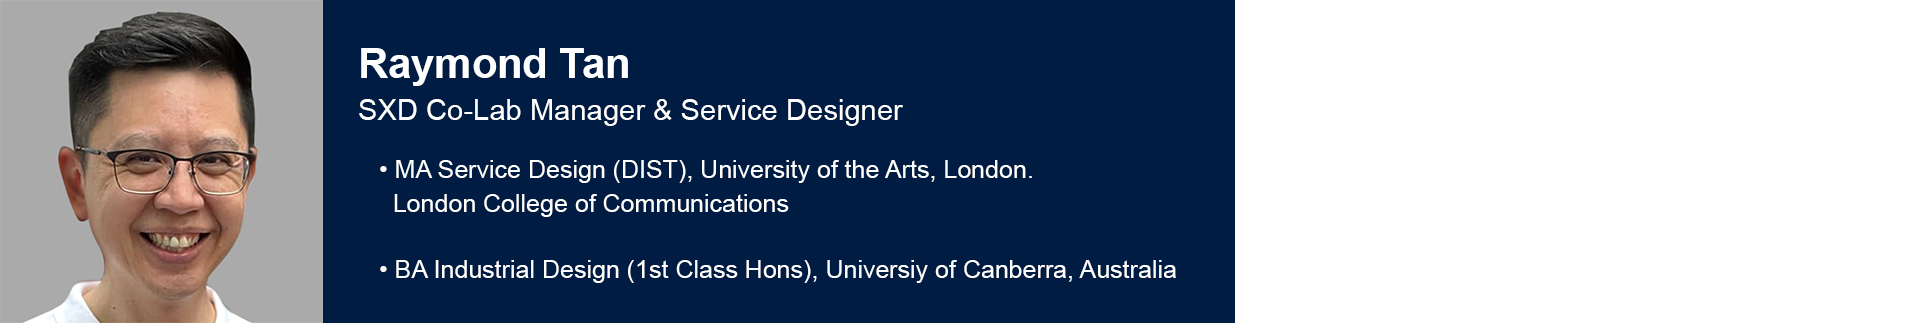 Raymond Tan
SXD Co-Lab Manager & Service Designer
• MA Service Design (DIST), University of the Arts, London.
London College of Communications
• BA Industrial Design (1st Class Hons), Universiy of Canberra, Australia